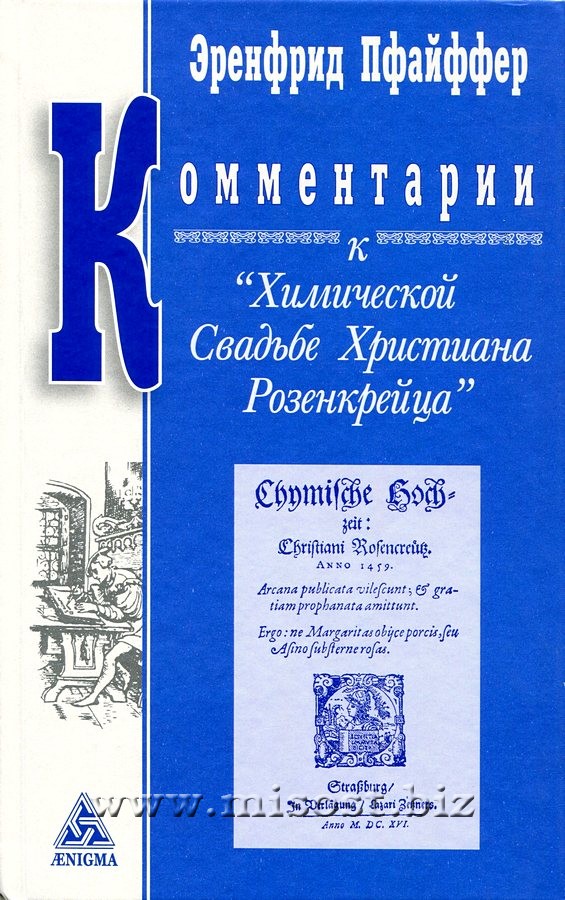 Эренфрид Пфайффер
Комментарии
к
“Химической
Свадьбе Христиана
Розенкрейца”
Chymische Hoch-
zeit:
Christiani Rosencreütz.
ANNO 1459.
Arcana publicata vilescunt; & gra-
tiam prophanata amittunt.
Ergo: ne Margaritas obijce porcis, seu
Asino substerne rosas.
Straßburg/
In Verlägung / Lazari Zetzners.
Anno M. DC. XVI.
www.misost.biz
ÆNIGMA